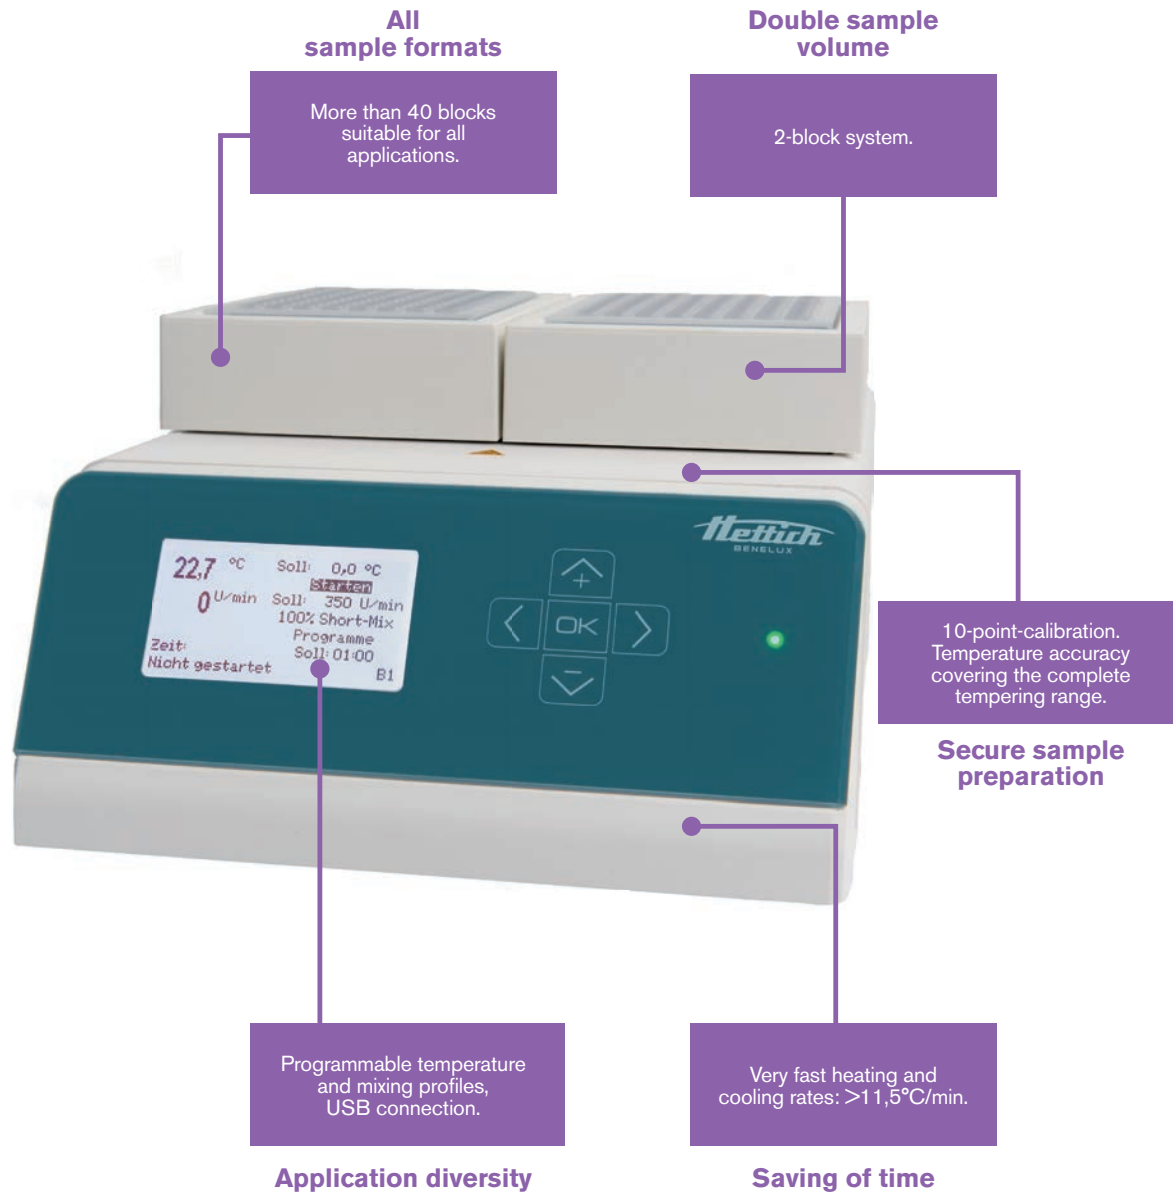 All
sample formats
Double sample
volume
More than 40 blocks
suitable for all
applications.
2-block system.
Hettich
BENELUX
22,7 °C
Soll: 0,0 °C
Starten
0 U/min
Soll: 350 U/min
100% Short-Mix
Programme
Zeit:
Soll: 01:00
Nicht gestartet
B1
+
OK
−
10-point-calibration.
Temperature accuracy
covering the complete
tempering range.
Secure sample
preparation
Programmable temperature
and mixing profiles,
USB connection.
Very fast heating and
cooling rates: >11,5°C/min.
Application diversity
Saving of time